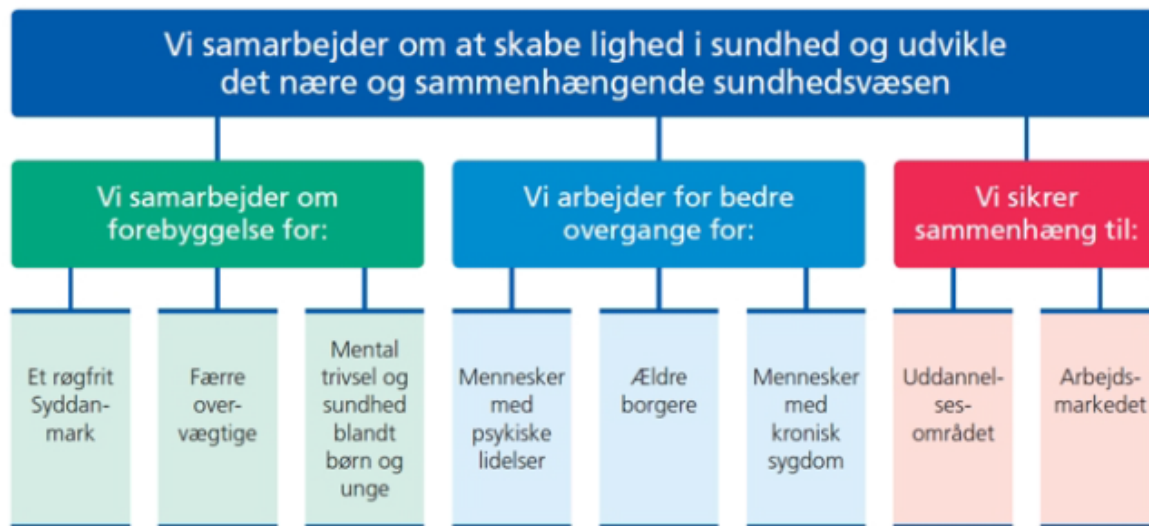 Vi samarbejder om at skabe lighed i sundhed og udvikle
det nære og sammenhængende sundhedsvæsen
Vi samarbejder om
forebyggelse for:
Et røgfrit
Syddan-
mark
Færre
over-
vægtige
Mental
trivsel og
sundhed
blandt
børn og
unge
Vi arbejder for bedre
overgange for:
Mennesker
med
psykiske
lidelser
Ældre
borgere
Mennesker
med
kronisk
sygdom
Vi sikrer
sammenhæng til:
Uddannel-
ses-
området
Arbejds-
markedet